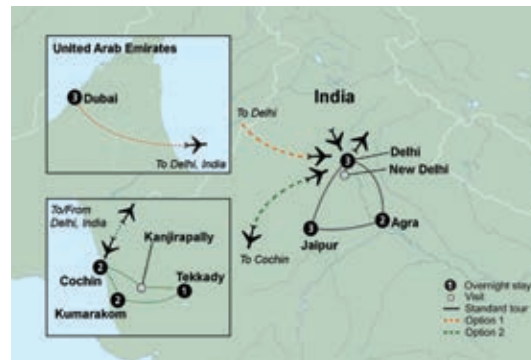 United Arab Emirates
3 Dubai
To Delhi, India
India
To Delhi
3 Delhi
New Delhi
2 Agra
3
Jaipur
To Cochin
To/From
Delhi, India
Kanjirapally
2
Cochin
Tekkady
1
2
Kumarakom
1 Overnight stay
Visit
Standard tour
Option 1
Option 2